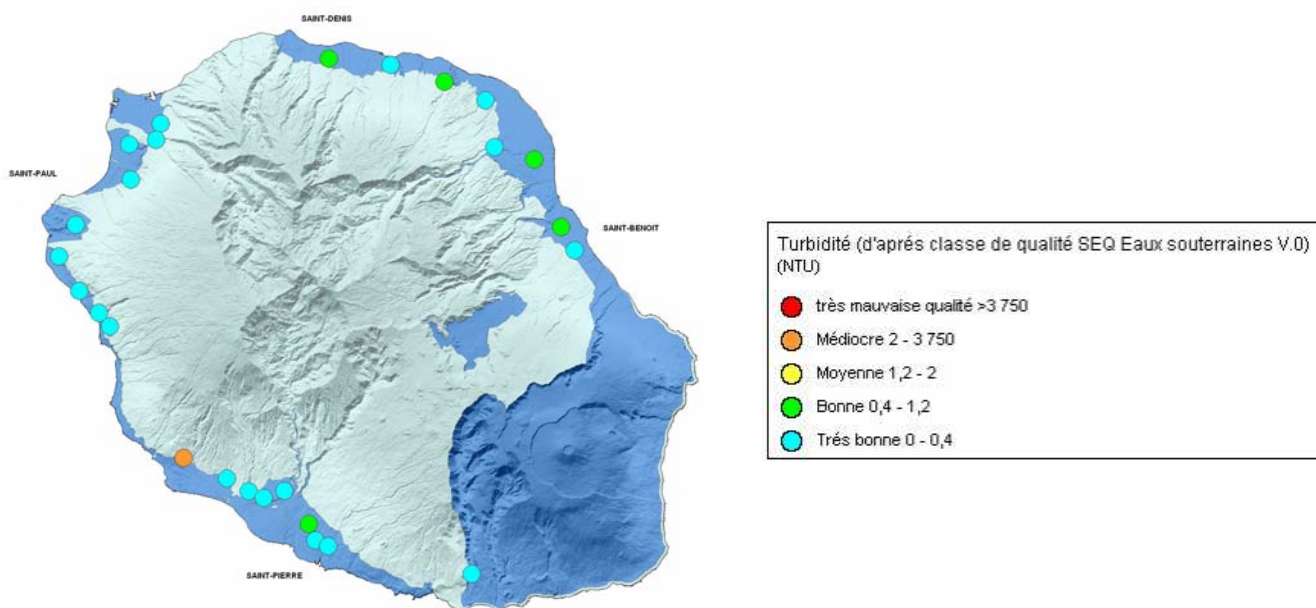 SAINT-DENIS
SAINT-PAUL
SAINT-BENOIT
SAINT-PIERRE
Turbidité (d'aprés classe de qualité SEQ Eaux souterraines V.0)
(NTU)
très mauvaise qualité >3 750
Médiocre 2 - 3 750
Moyenne 1,2 - 2
Bonne 0,4 - 1,2
Trés bonne 0 - 0,4